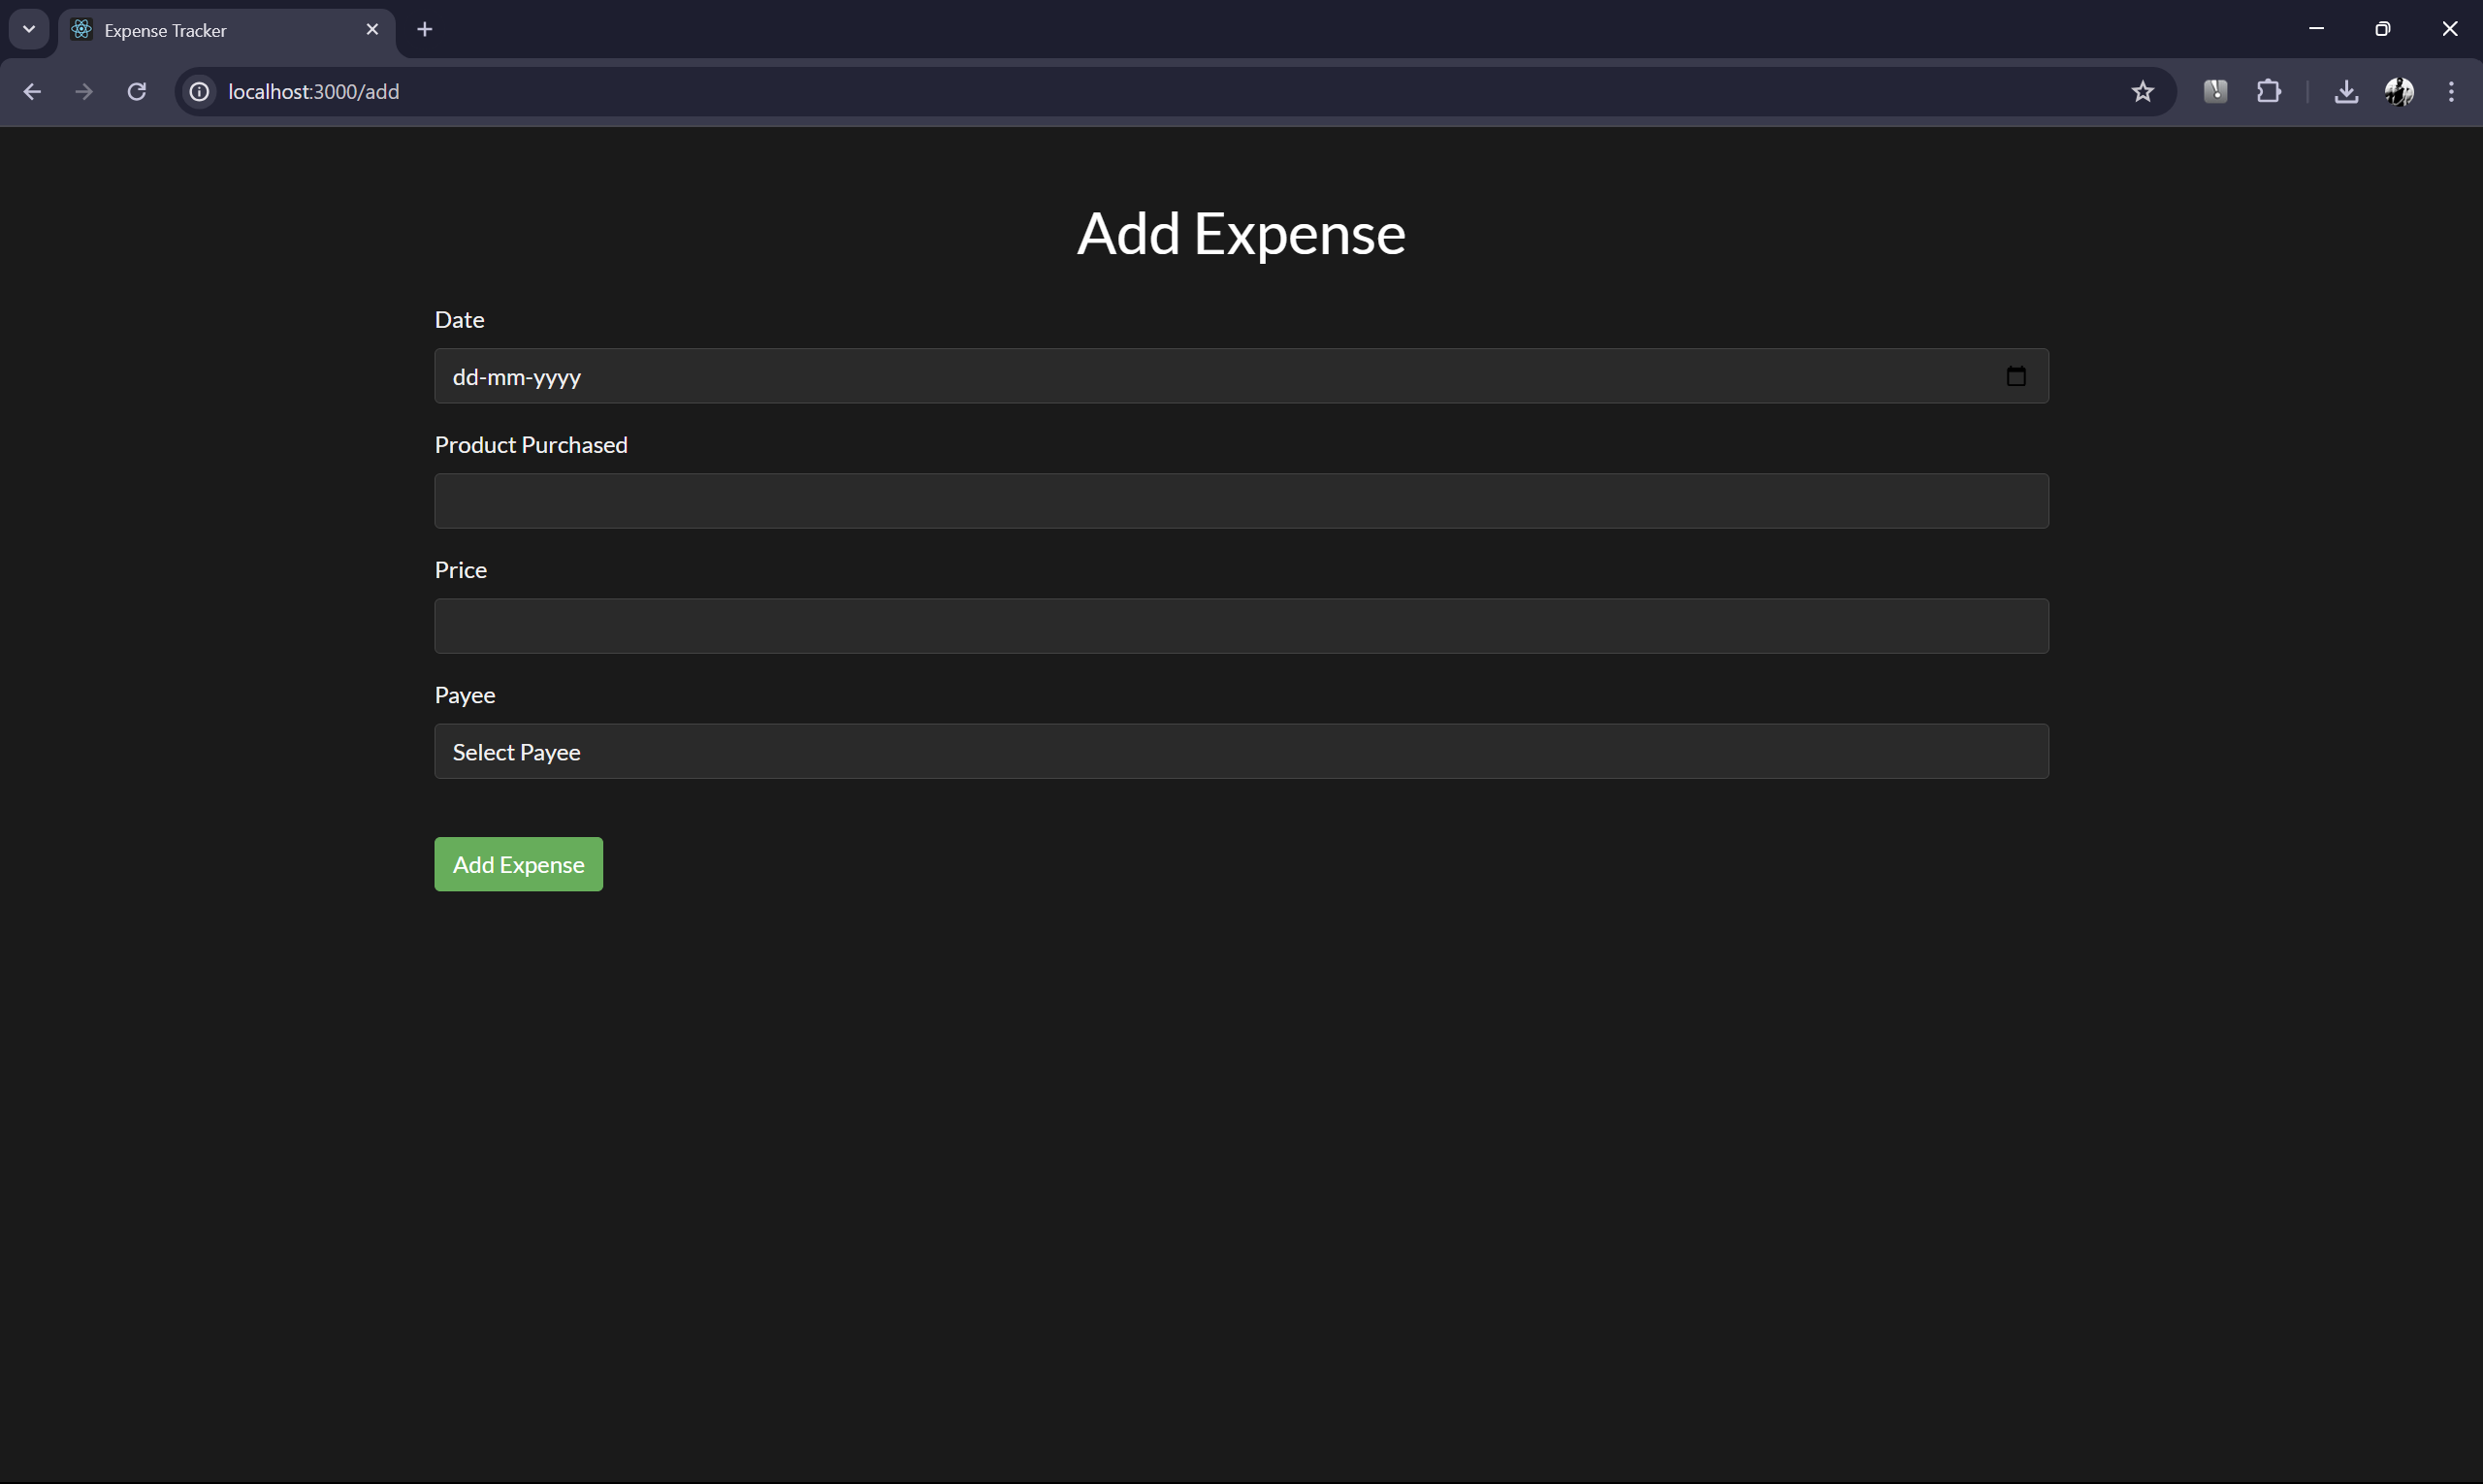 Expense Tracker
localhost:3000/add
Add Expense
Date
dd-mm-yyyy
Product Purchased
Price
Payee
Select Payee
Add Expense